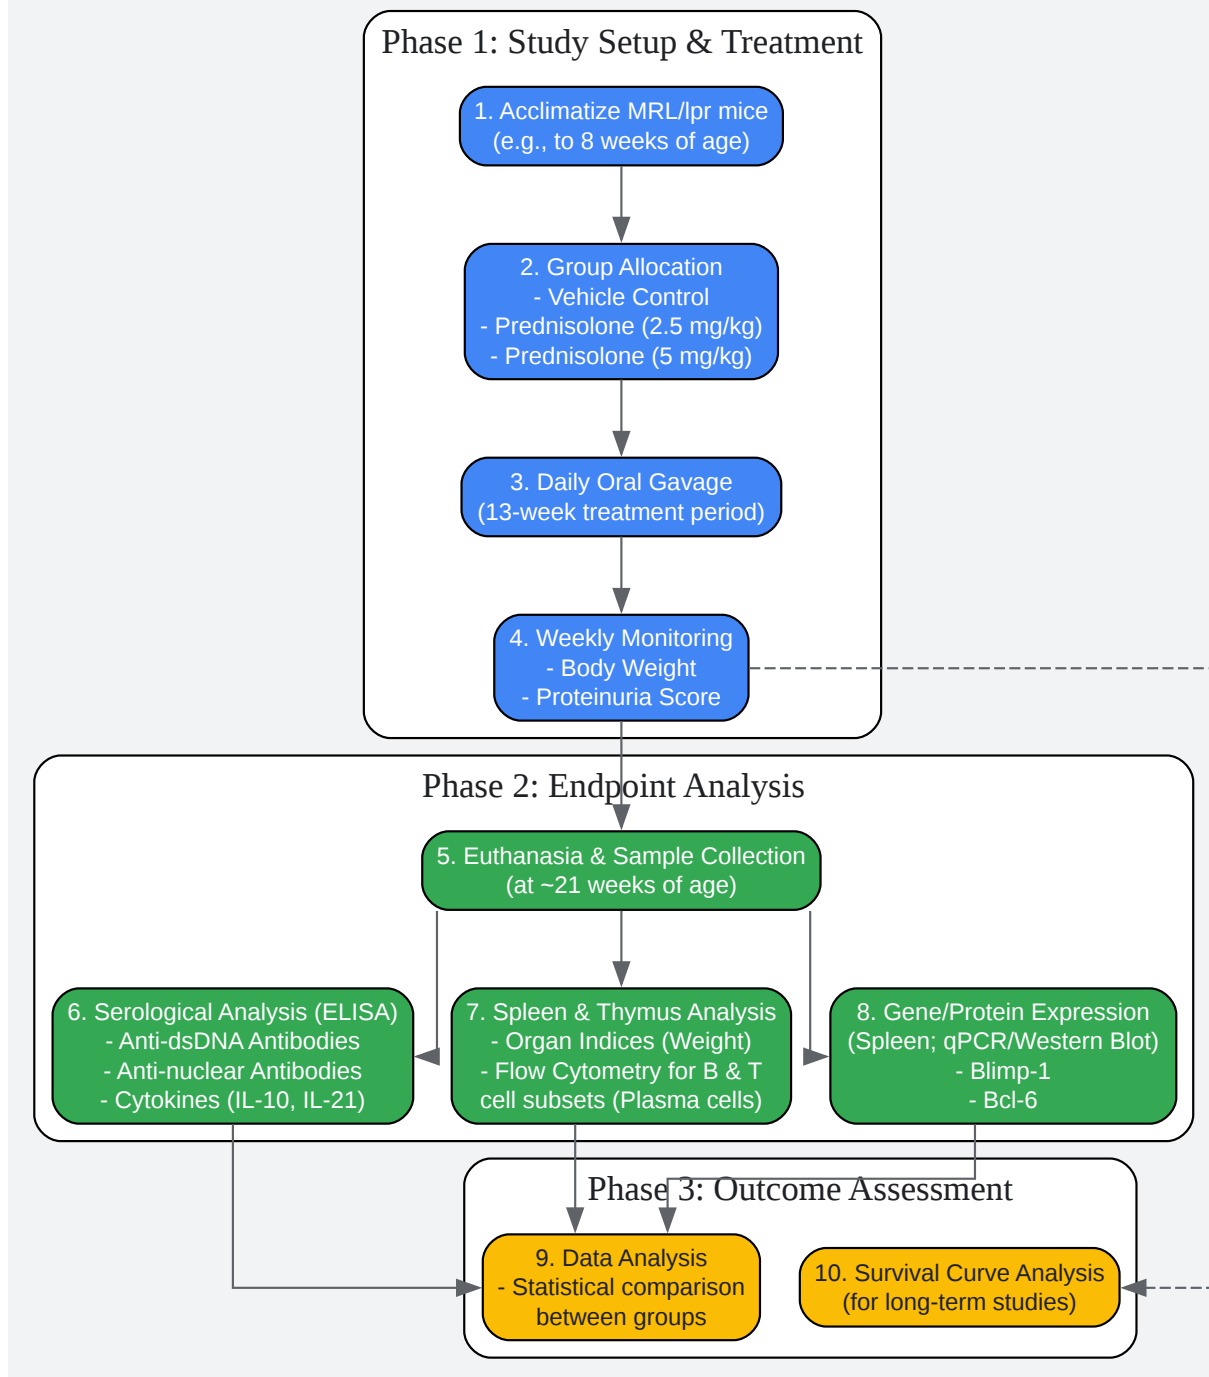 Phase 1: Study Setup & Treatment
1. Acclimatize MRL/lpr mice
(e.g., to 8 weeks of age)
2. Group Allocation
- Vehicle Control
- Prednisolone (2.5 mg/kg)
- Prednisolone (5 mg/kg)
3. Daily Oral Gavage
(13-week treatment period)
4. Weekly Monitoring
- Body Weight
- Proteinuria Score
Phase 2: Endpoint Analysis
5. Euthanasia & Sample Collection
(at ~21 weeks of age)
6. Serological Analysis (ELISA)
- Anti-dsDNA Antibodies
- Anti-nuclear Antibodies
- Cytokines (IL-10, IL-21)
7. Spleen & Thymus Analysis
- Organ Indices (Weight)
- Flow Cytometry for B & T
cell subsets (Plasma cells)
8. Gene/Protein Expression
(Spleen; qPCR/Western Blot)
- Blimp-1
- Bcl-6
Phase 3: Outcome Assessment
9. Data Analysis
- Statistical comparison
between groups
10. Survival Curve Analysis
(for long-term studies)